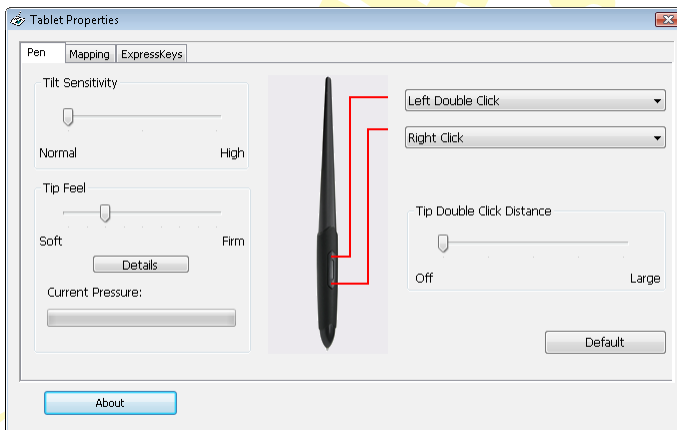 Tablet Properties
Pen Mapping ExpressKeys
Tilt Sensitivity
Normal High
Tip Feel
Soft Firm
Details
Current Pressure:
Left Double Click
Right Click
Tip Double Click Distance
Off Large
Default
About